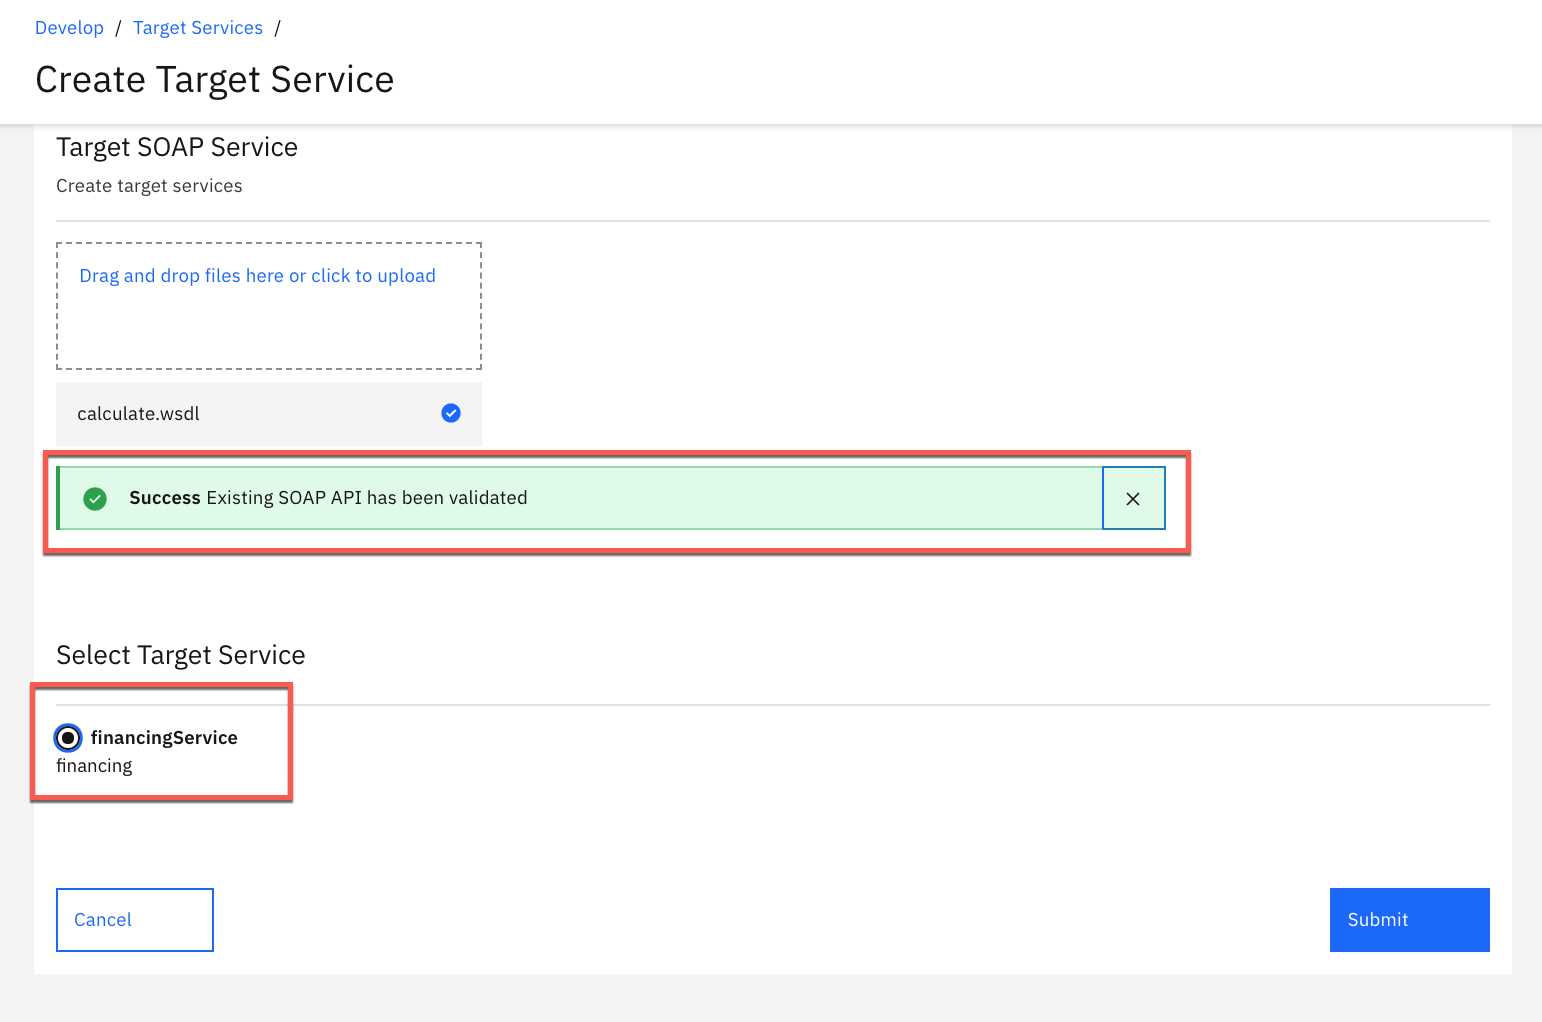 Develop / Target Services /
Create Target Service
Target SOAP Service
Create target services
Drag and drop files here or click to upload
calculate.wsdl
Success Existing SOAP API has been validated
Select Target Service
financingService
financing
Cancel
Submit